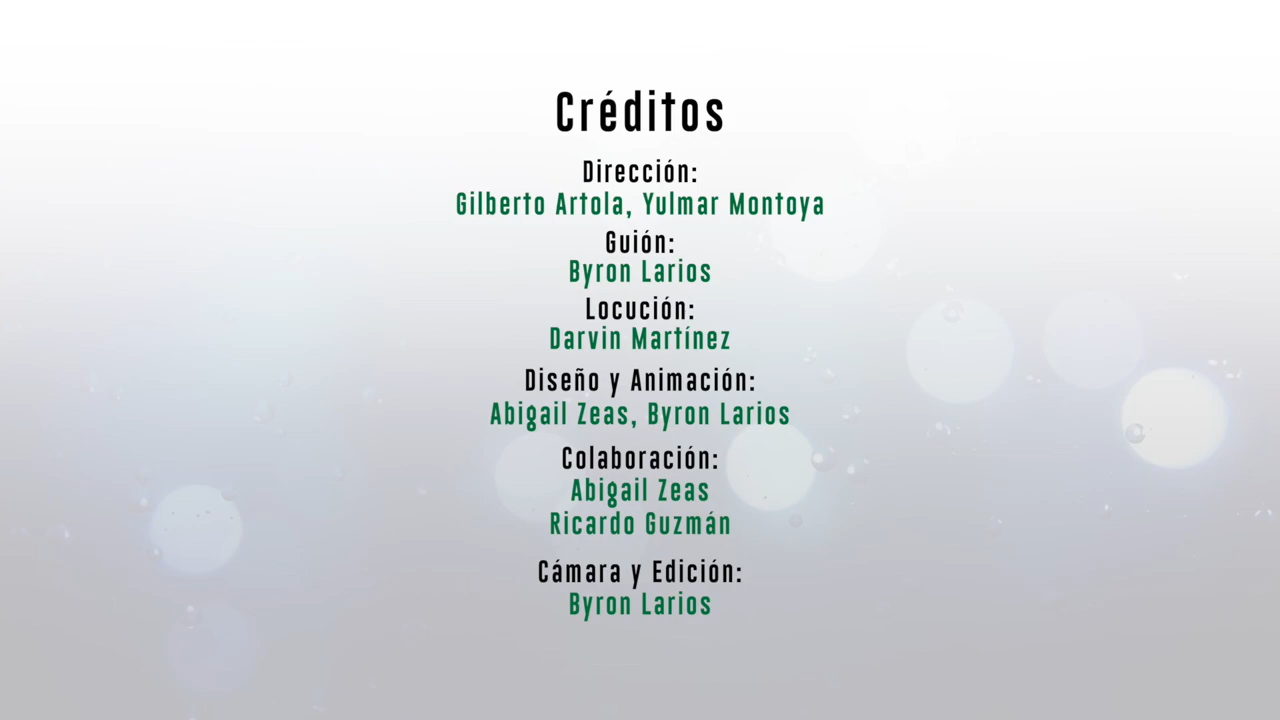 Créditos
Dirección:
Gilberto Artola, Yulmar Montoya
Guión:
Byron Larios
Locución:
Darvin Martínez
Diseño y Animación:
Abigail Zeas, Byron Larios
Colaboración:
Abigail Zeas
Ricardo Guzmán
Cámara y Edición:
Byron Larios